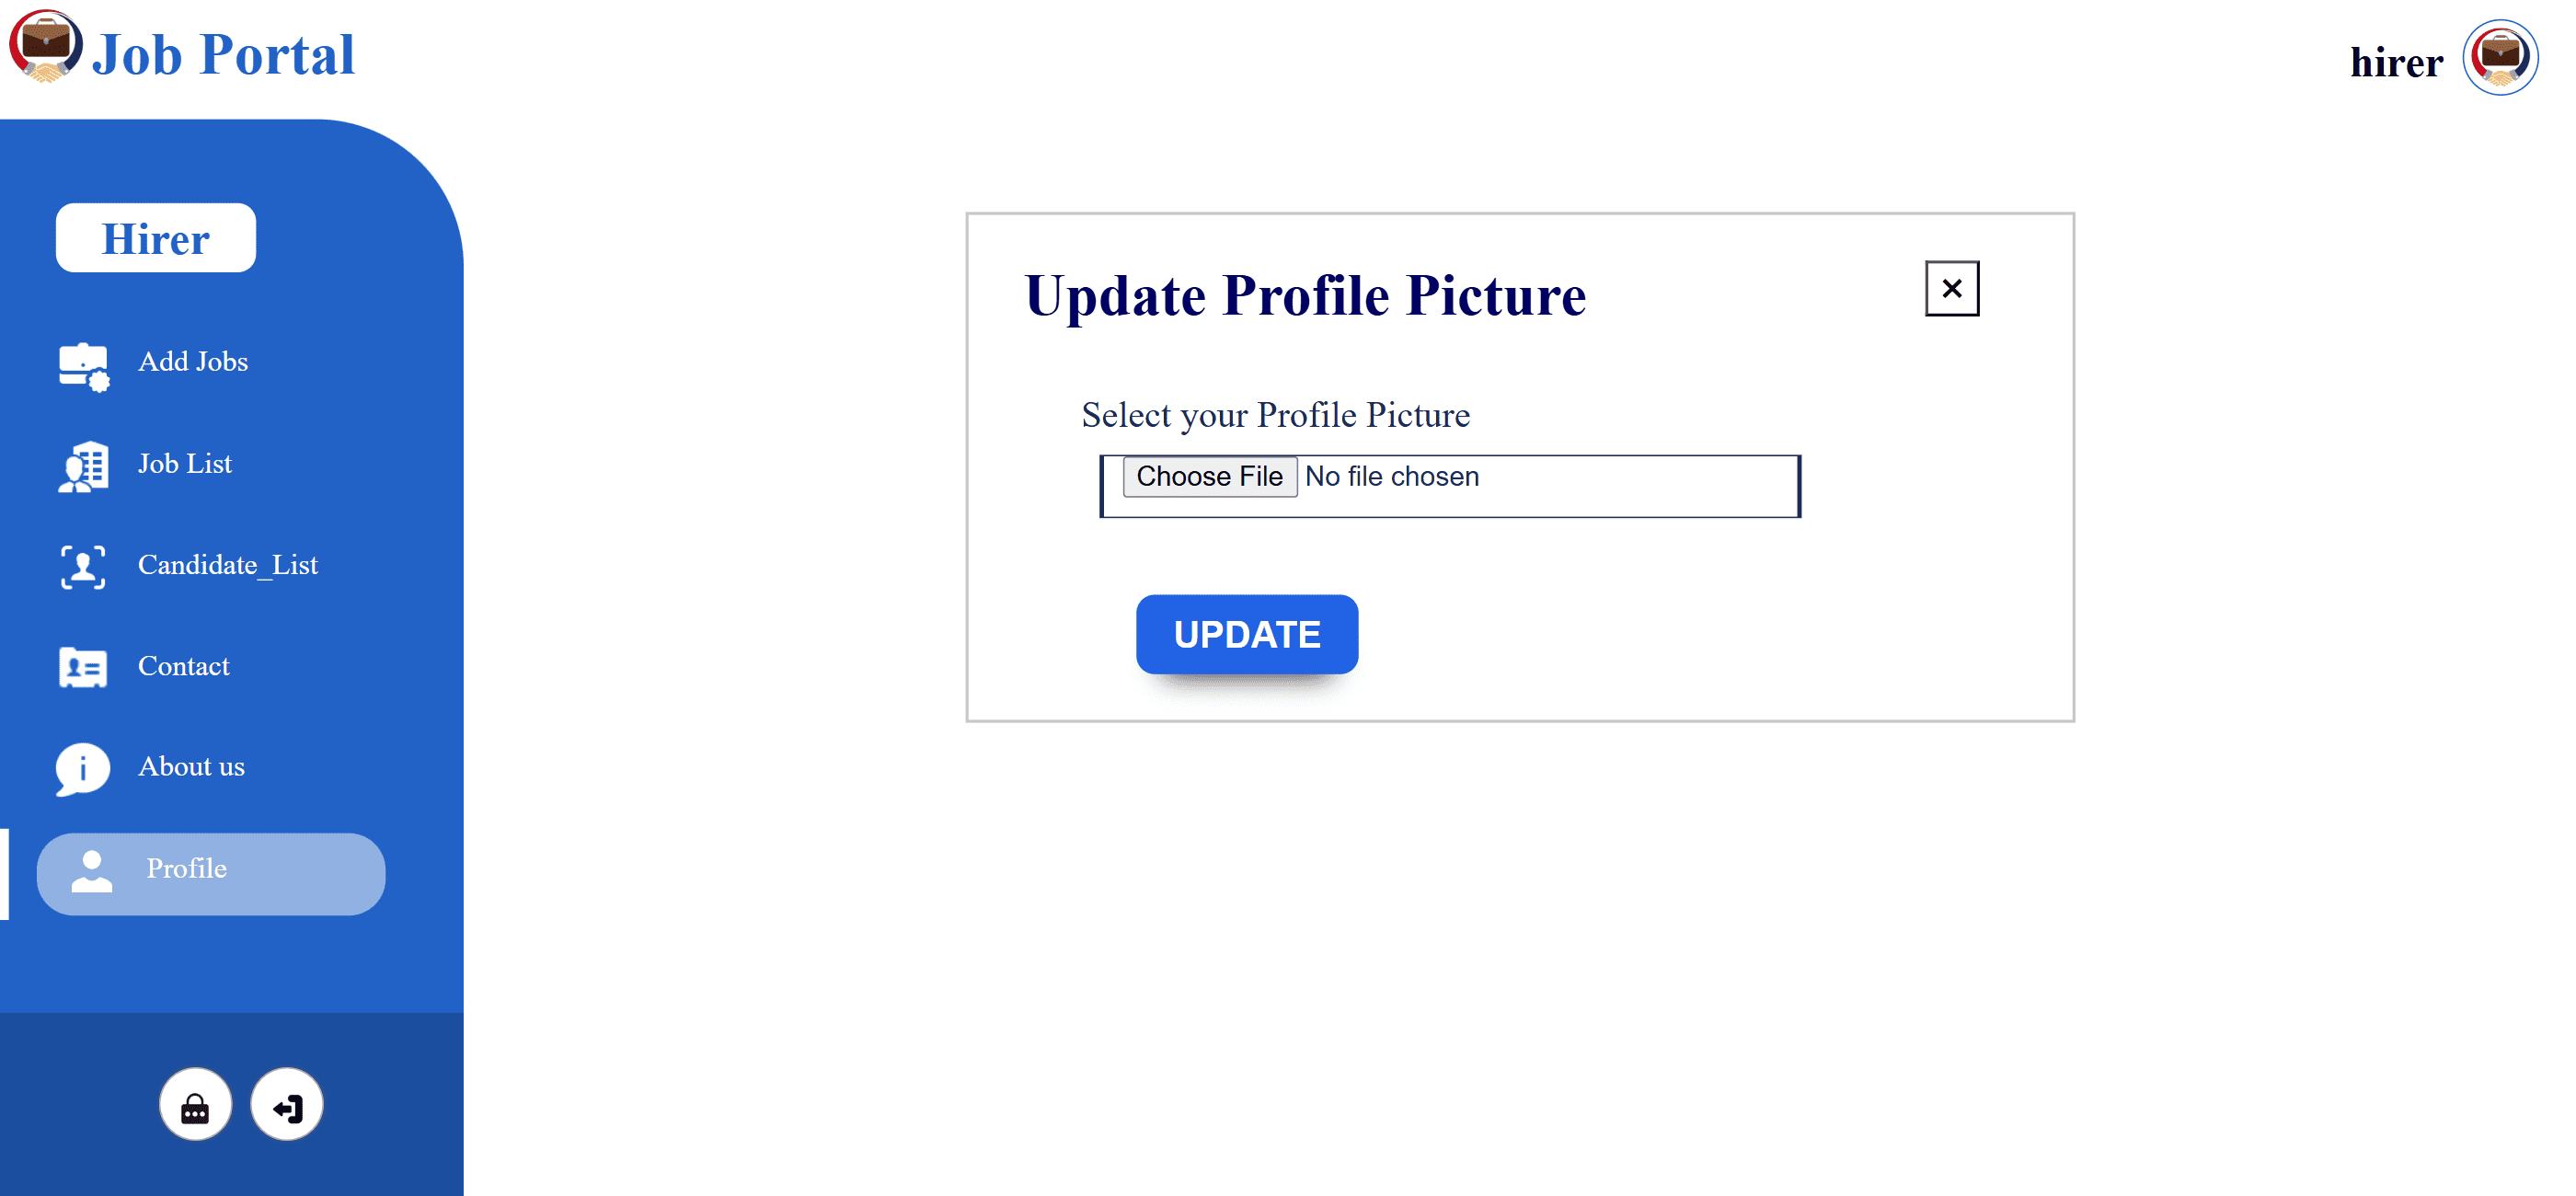 Job Portal
hirer
Hirer
Add Jobs
Job List
Candidate_List
Contact
About us
Profile
Update Profile Picture
×
Select your Profile Picture
Choose File No file chosen
UPDATE